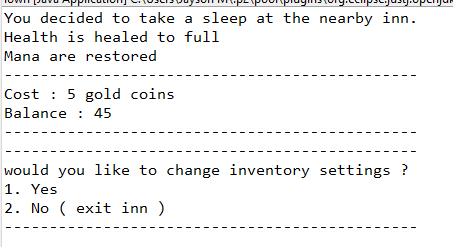 You decided to take a sleep at the nearby inn.
Health is healed to full
Mana are restored
----------------------------------------------
Cost : 5 gold coins
Balance : 45
----------------------------------------------
----------------------------------------------
would you like to change inventory settings ?
1. Yes
2. No ( exit inn )
----------------------------------------------